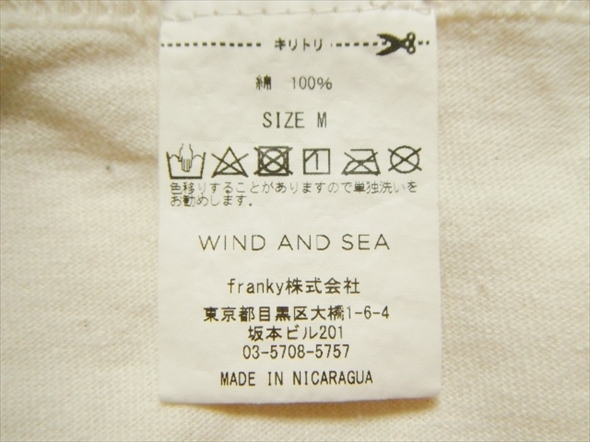 キリトリ
綿 100%
SIZE M
色移りすることがありますので単独洗いを
お勧めします。
WIND AND SEA
franky株式会社
東京都目黒区大橋1-6-4
坂本ビル201
03-5708-5757
MADE IN NICARAGUA